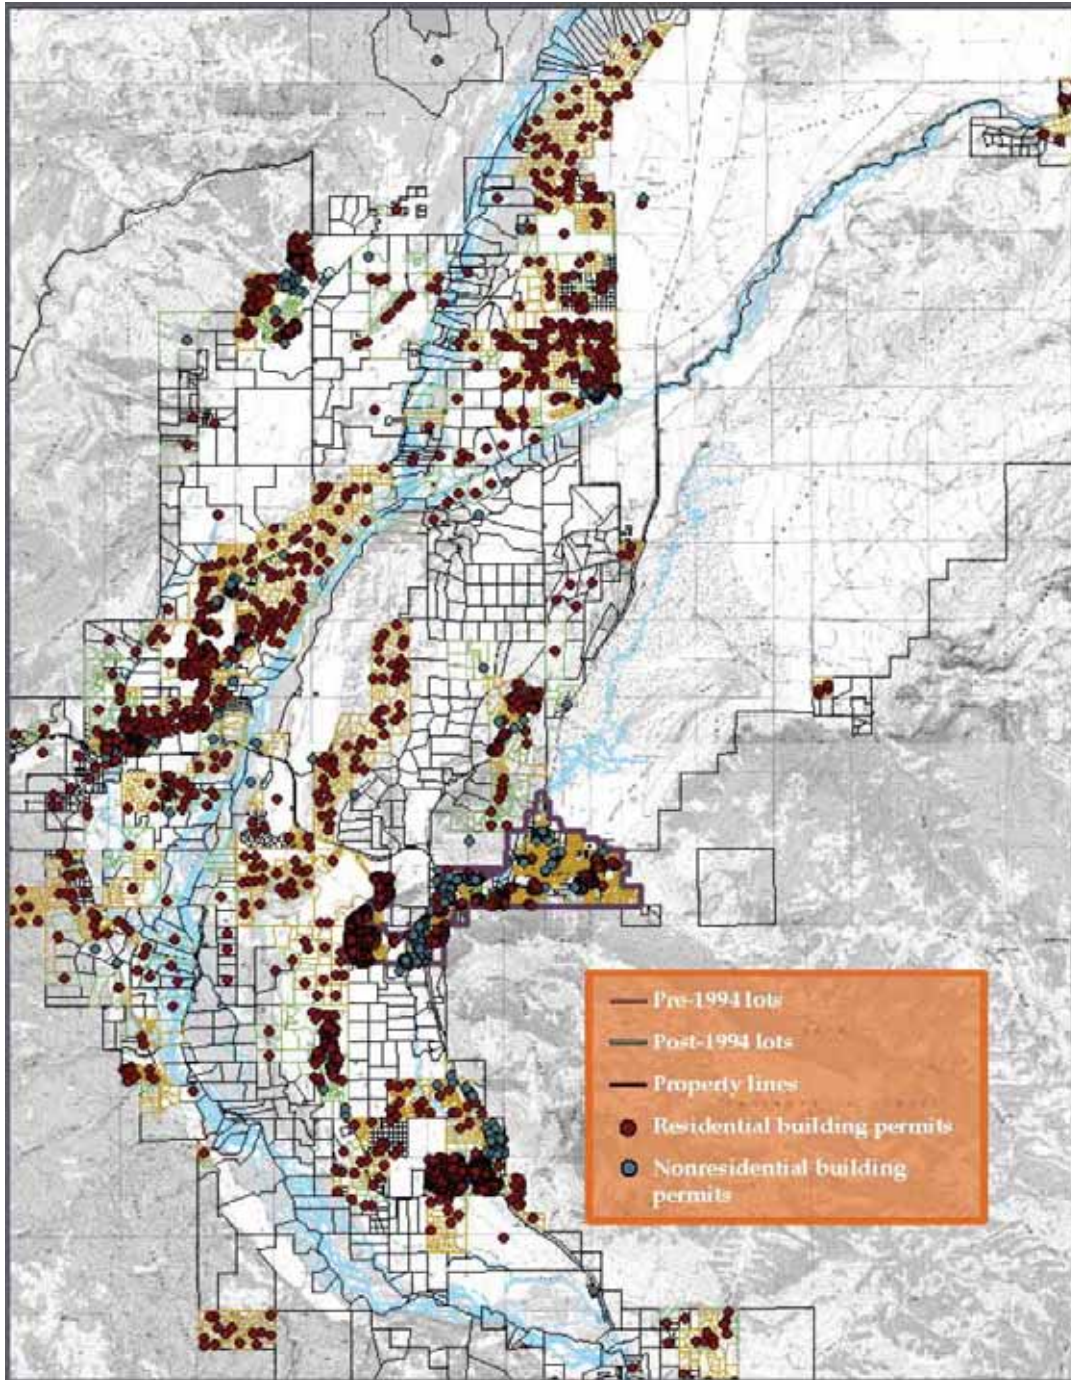 Pre-1994 lots
Post-1994 lots
Property lines
Residential building permits
Nonresidential building
permits